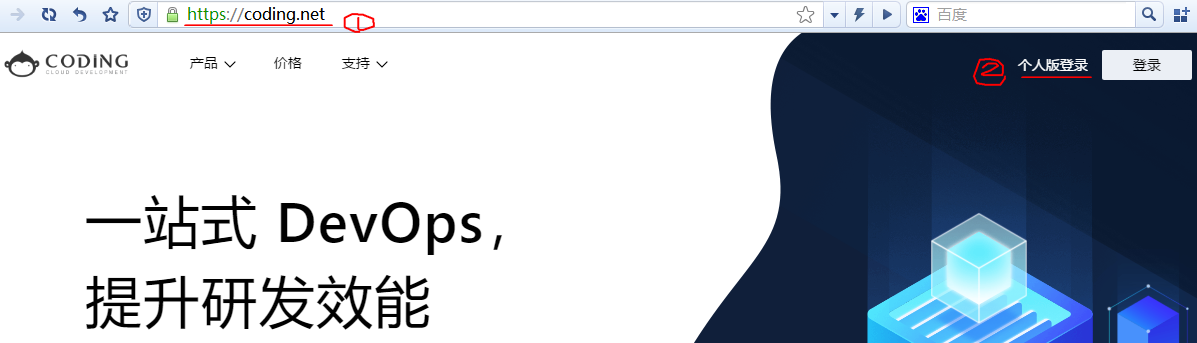 https://coding.net
①
百度
CODING
CLOUD DEVELOPMENT
产品
价格
支持
②
个人版登录
登录
一站式 DevOps，
提升研发效能